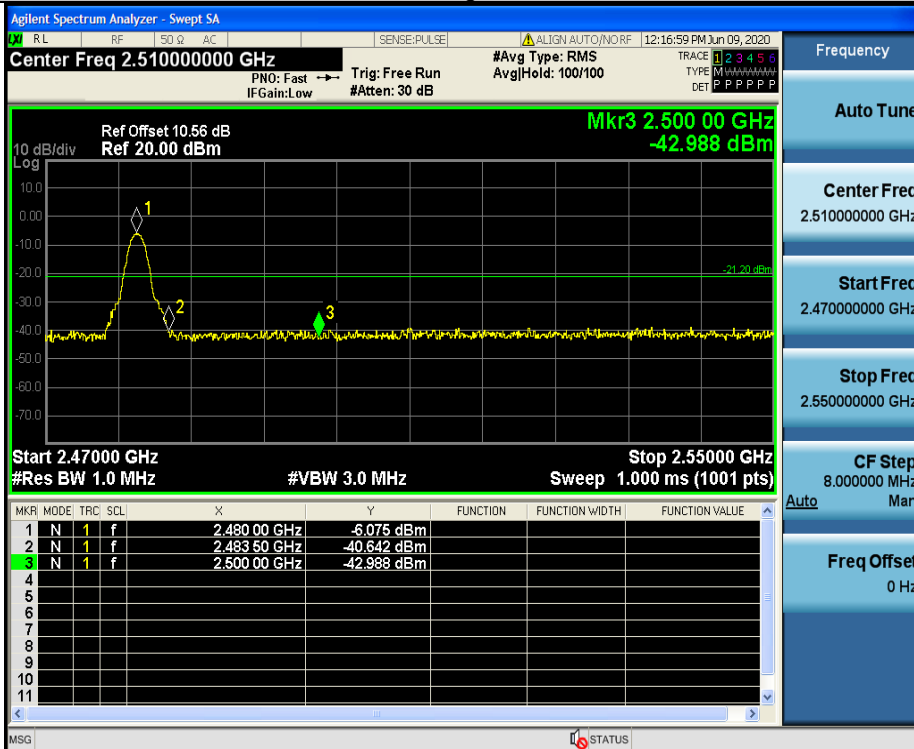 Agilent Spectrum Analyzer - Swept SA
LXI RL RF 50 Ω AC SENSE:PULSE ALIGN AUTO/NO RF 12:16:59 PM Jun 09, 2020
Center Freq 2.510000000 GHz
PNO: Fast
IFGain:Low
Trig: Free Run
#Atten: 30 dB
#Avg Type: RMS
Avg|Hold: 100/100
TRACE 1 2 3 4 5 6
TYPE M W W W W W
DET P P P P P P
Mkr3 2.500 00 GHz
-42.988 dBm
Ref Offset 10.56 dB
10 dB/div Ref 20.00 dBm
Log
10.0
0.00
-10.0
-20.0
-30.0
-40.0
-50.0
-60.0
-70.0
1
2
3
-21.20 dBm
Start 2.47000 GHz Stop 2.55000 GHz
#Res BW 1.0 MHz #VBW 3.0 MHz Sweep 1.000 ms (1001 pts)
MKR MODE TRC SCL X Y FUNCTION FUNCTION WIDTH FUNCTION VALUE
1 N 1 f 2.480 00 GHz -6.075 dBm
2 N 1 f 2.483 50 GHz -40.642 dBm
3 N 1 f 2.500 00 GHz -42.988 dBm
4
5
6
7
8
9
10
11
MSG STATUS
Frequency
Auto Tune
Center Freq
2.510000000 GHz
Start Freq
2.470000000 GHz
Stop Freq
2.550000000 GHz
CF Step
8.000000 MHz
Auto Man
Freq Offset
0 Hz